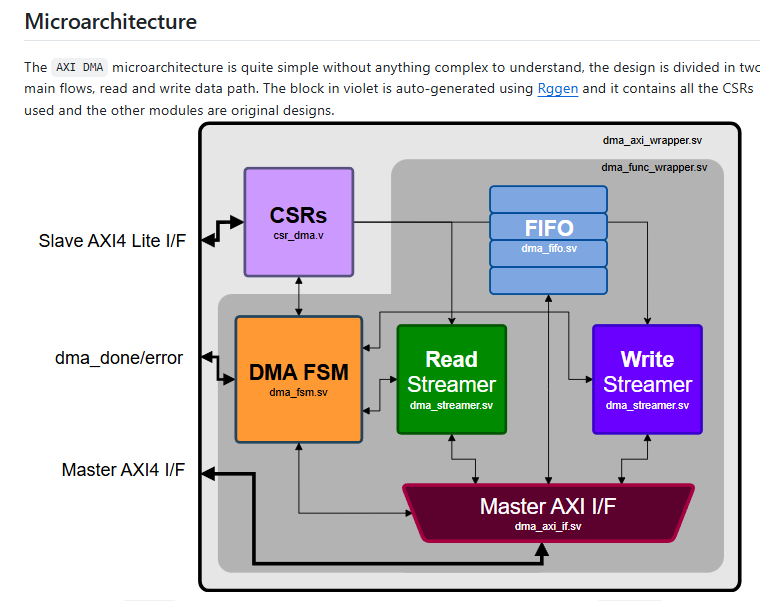 Microarchitecture
The AXI DMA microarchitecture is quite simple without anything complex to understand, the design is divided in two
main flows, read and write data path. The block in violet is auto-generated using Rggen and it contains all the CSRs
used and the other modules are original designs.
dma_axi_wrapper.sv
dma_func_wrapper.sv
CSRs
csr_dma.v
FIFO
dma_fifo.sv
Slave AXI4 Lite I/F
dma_done/error
DMA FSM
dma_fsm.sv
Read
Streamer
dma_streamer.sv
Write
Streamer
dma_streamer.sv
Master AXI4 I/F
Master AXI I/F
dma_axi_if.sv